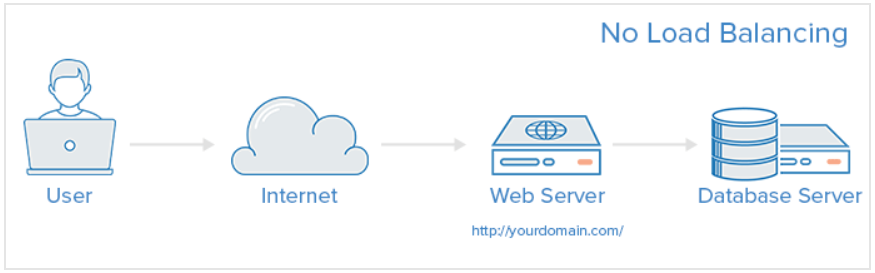 No Load Balancing
User
Internet
Web Server
Database Server
http://yourdomain.com/